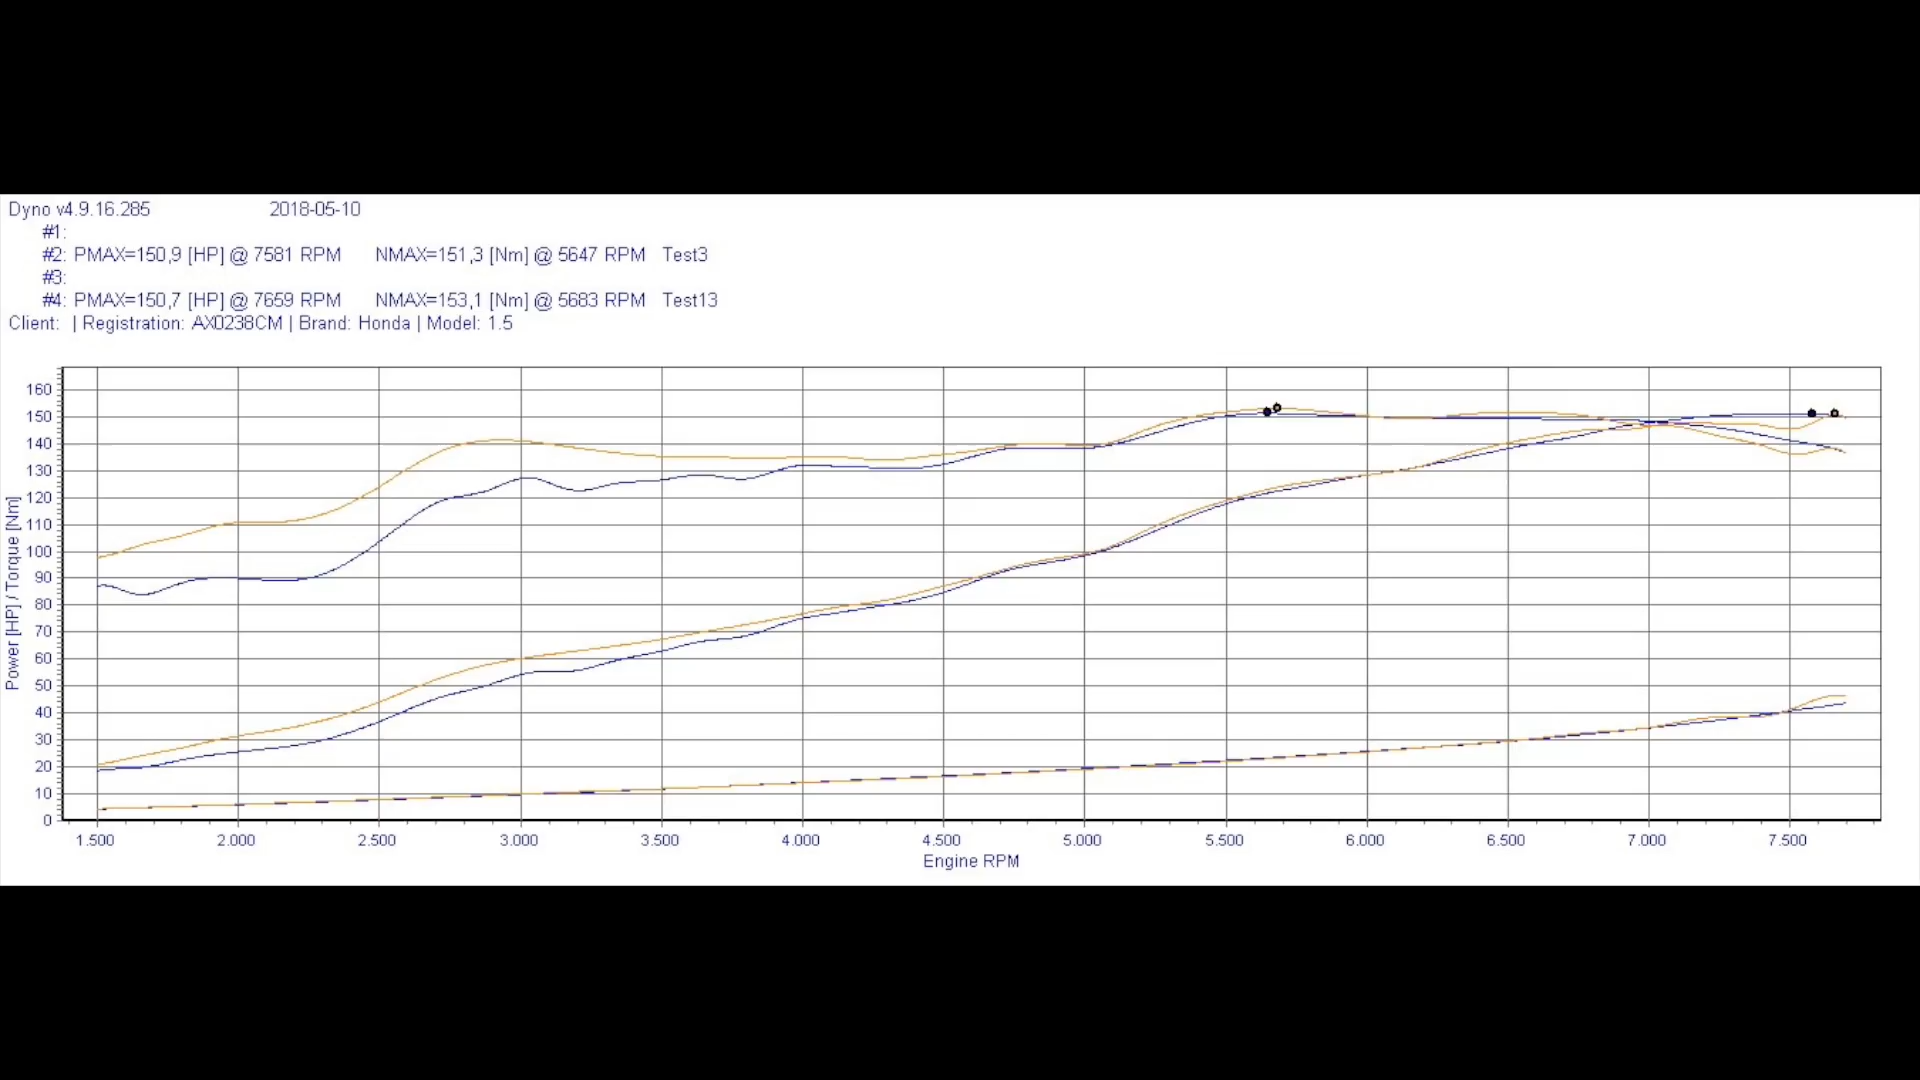 Dyno v4.9.16.285 2018-05-10
#1:
#2: PMAX=150,9 [HP] @ 7581 RPM NMAX=151,3 [Nm] @ 5647 RPM Test3
#3:
#4: PMAX=150,7 [HP] @ 7659 RPM NMAX=153,1 [Nm] @ 5683 RPM Test13
Client: | Registration: AX0238CM | Brand: Honda | Model: 1.5
Power [HP] / Torque [Nm]
160
150
140
130
120
110
100
90
80
70
60
50
40
30
20
10
0
1.500 2.000 2.500 3.000 3.500 4.000 4.500 5.000 5.500 6.000 6.500 7.000 7.500
Engine RPM